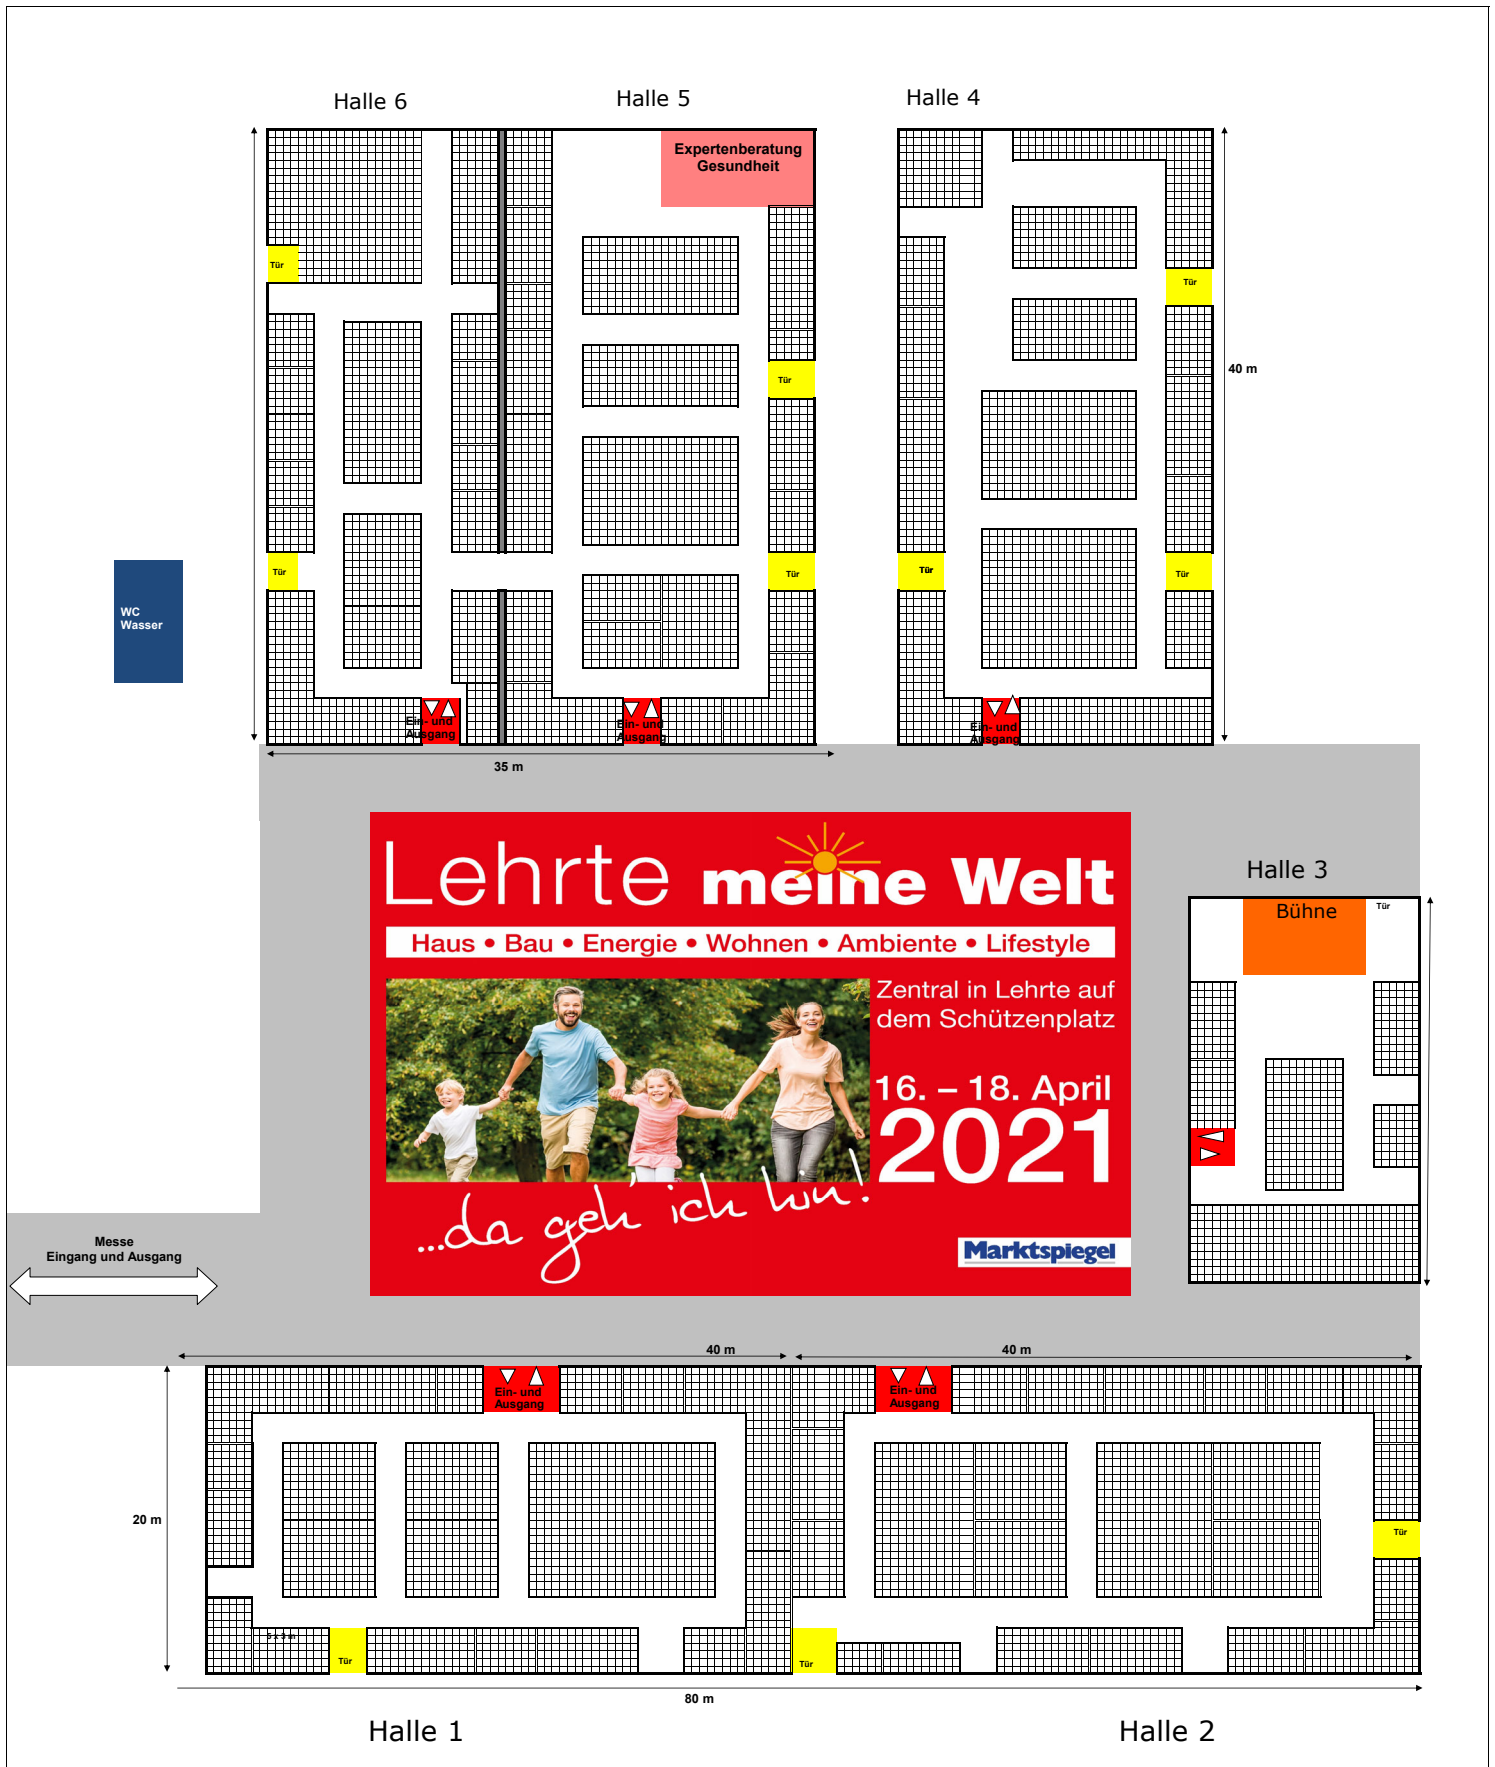 Halle 6
Halle 5
Halle 4
Expertenberatung
Gesundheit
Tür
Tür
Tür
40 m
Tür
Tür
Tür
Tür
Tür
WC
Wasser
Ein- und
Ausgang
Ein- und
Ausgang
Ein- und
Ausgang
35 m
Lehrte meine Welt
Haus • Bau • Energie • Wohnen • Ambiente • Lifestyle
Zentral in Lehrte auf
dem Schützenplatz
16. – 18. April
2021
...da geh' ich hin!
Marktspiegel
Halle 3
Bühne
Tür
Messe
Eingang und Ausgang
40 m
40 m
Ein- und
Ausgang
Ein- und
Ausgang
20 m
Tür
5 x 3 m
Tür
Tür
80 m
Halle 1
Halle 2